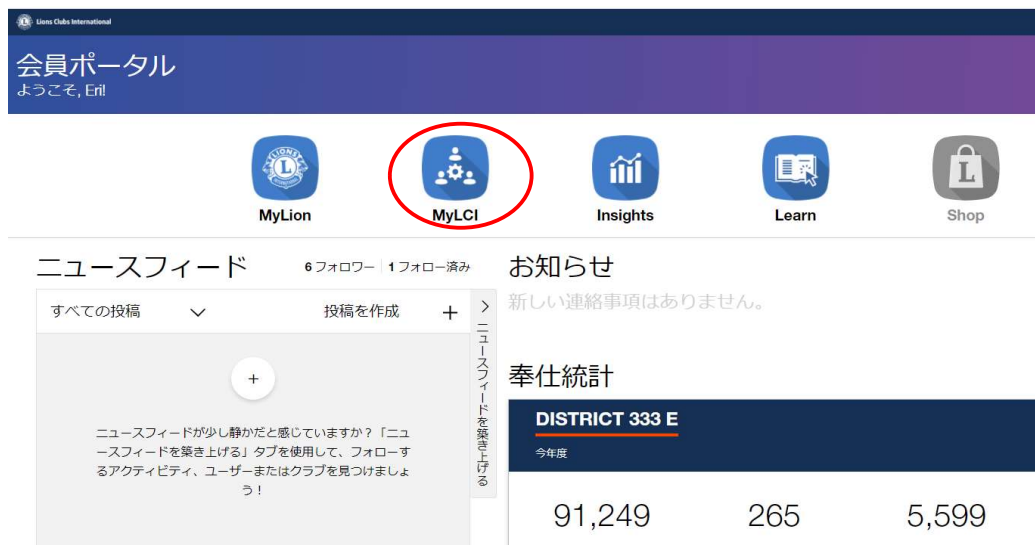 Lions Clubs International
会員ポータル
ようこそ, Eri!
MyLion
MyLCI
Insights
Learn
Shop
ニュースフィード
6 フォロワー | 1 フォロー済み
すべての投稿
投稿を作成
ニュースフィードを築き上げる
ニュースフィードが少し静かだと感じていますか？「ニュ
ースフィードを築き上げる」タブを使用して、フォローす
るアクティビティ、ユーザーまたはクラブを見つけましょ
う！
お知らせ
新しい連絡事項はありません。
奉仕統計
DISTRICT 333 E
今年度
91,249 265 5,599